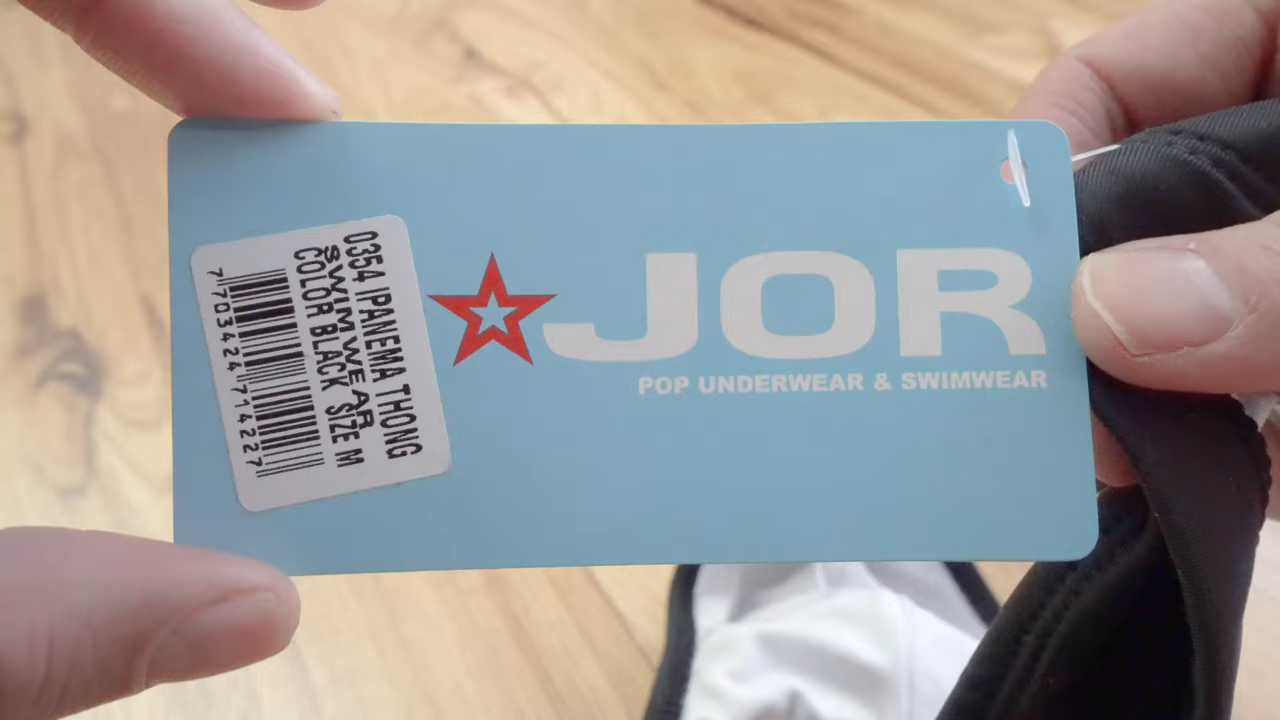 JOR
POP UNDERWEAR & SWIMWEAR
0354 IPANEMA THONG
SWIMWEAR
COLOR BLACK SIZE M
7 703424 714227